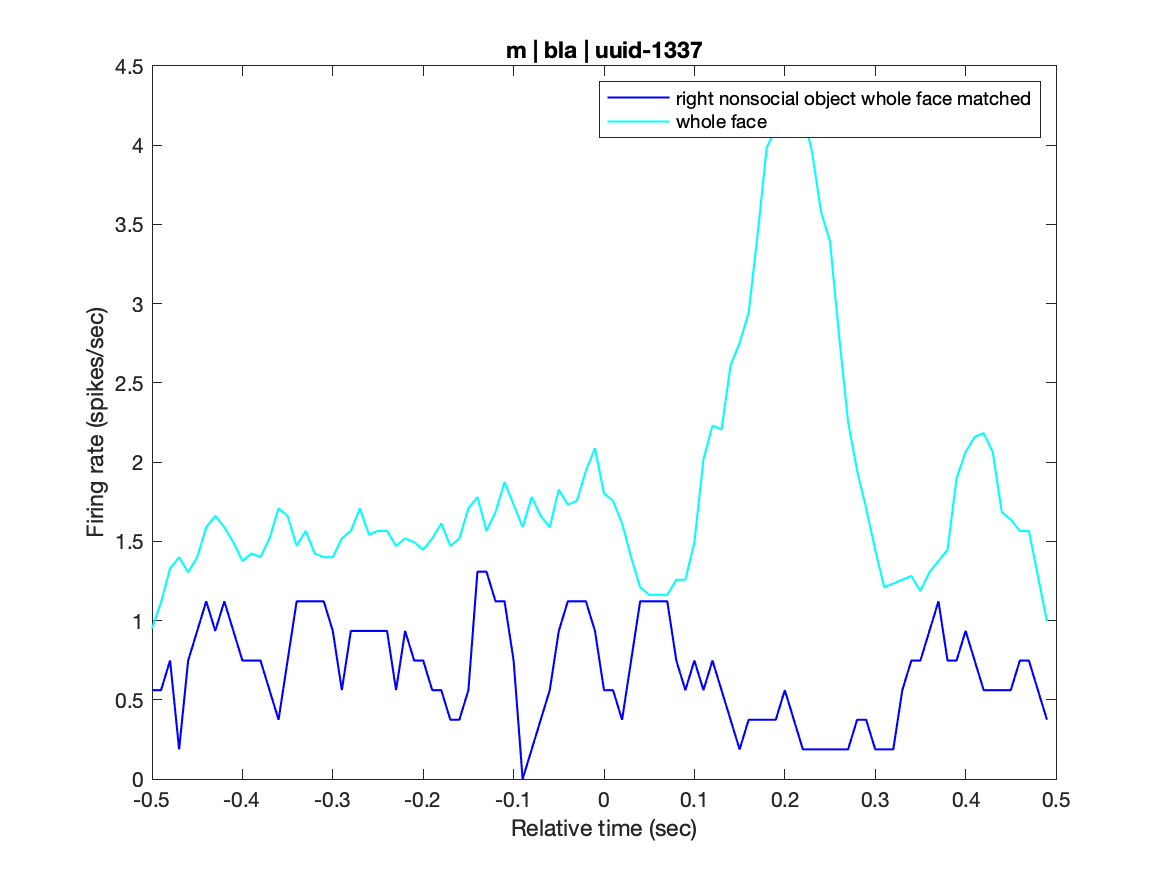 m | bla | uuid-1337
4.5
4
3.5
3
2.5
2
1.5
1
0.5
0
Firing rate (spikes/sec)
right nonsocial object whole face matched
whole face
-0.5 -0.4 -0.3 -0.2 -0.1 0 0.1 0.2 0.3 0.4 0.5
Relative time (sec)